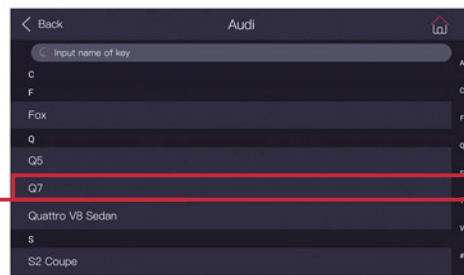 Back Audi
Input name of key
C
F
Fox
Q
Q5
Q7
Quattro V8 Sedan
S
S2 Coupe
A
C
F
Q
S
V
#